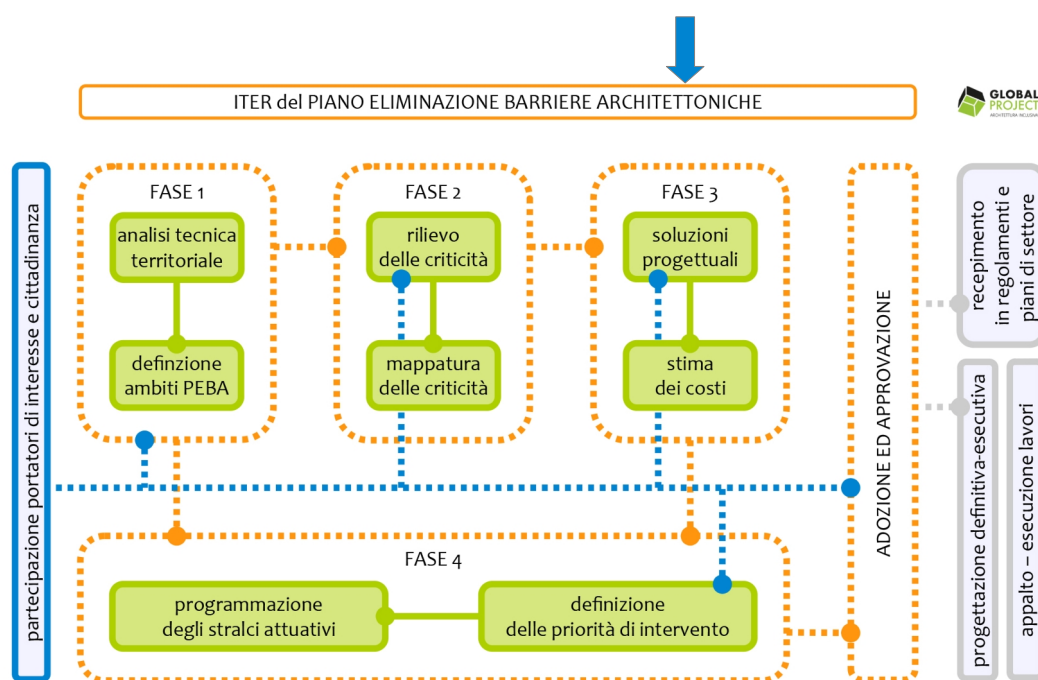 ITER del PIANO ELIMINAZIONE BARRIERE ARCHITETTONICHE
GLOBAL
PROJECT
ARCHITETTURA INCLUSIVA
partecipazione portatori di interesse e cittadinanza
FASE 1
analisi tecnica
territoriale
definzione
ambiti PEBA
FASE 2
rilievo
delle criticità
mappatura
delle criticità
FASE 3
soluzioni
progettuali
stima
dei costi
FASE 4
programmazione
degli stralci attuativi
definizione
delle priorità di intervento
ADOZIONE ED APPROVAZIONE
recepimento
in regolamenti e
piani di settore
progettazione definitiva-esecutiva
appalto – esecuzione lavori